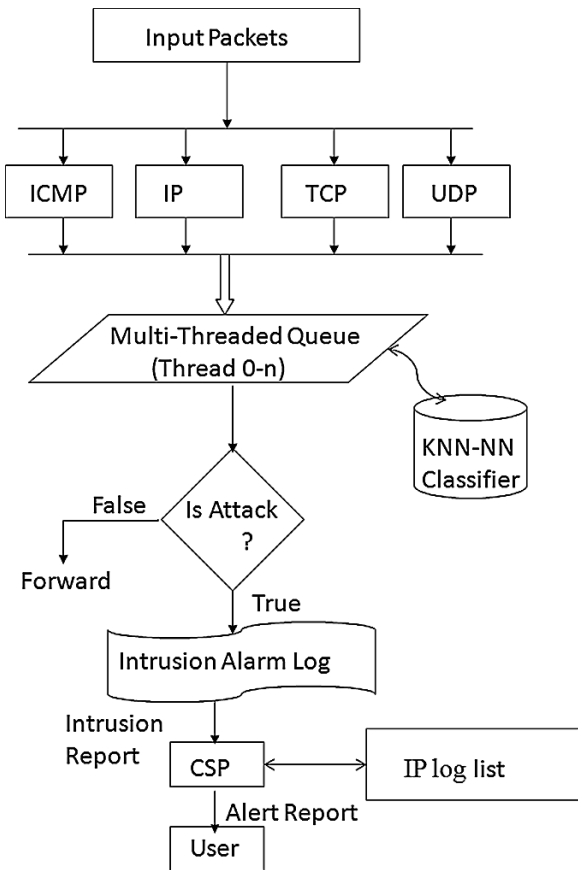 Input Packets
ICMP
IP
TCP
UDP
Multi-Threaded Queue
(Thread 0-n)
KNN-NN
Classifier
False
Is Attack
?
Forward
True
Intrusion Alarm Log
Intrusion
Report
CSP
IP log list
Alert Report
User